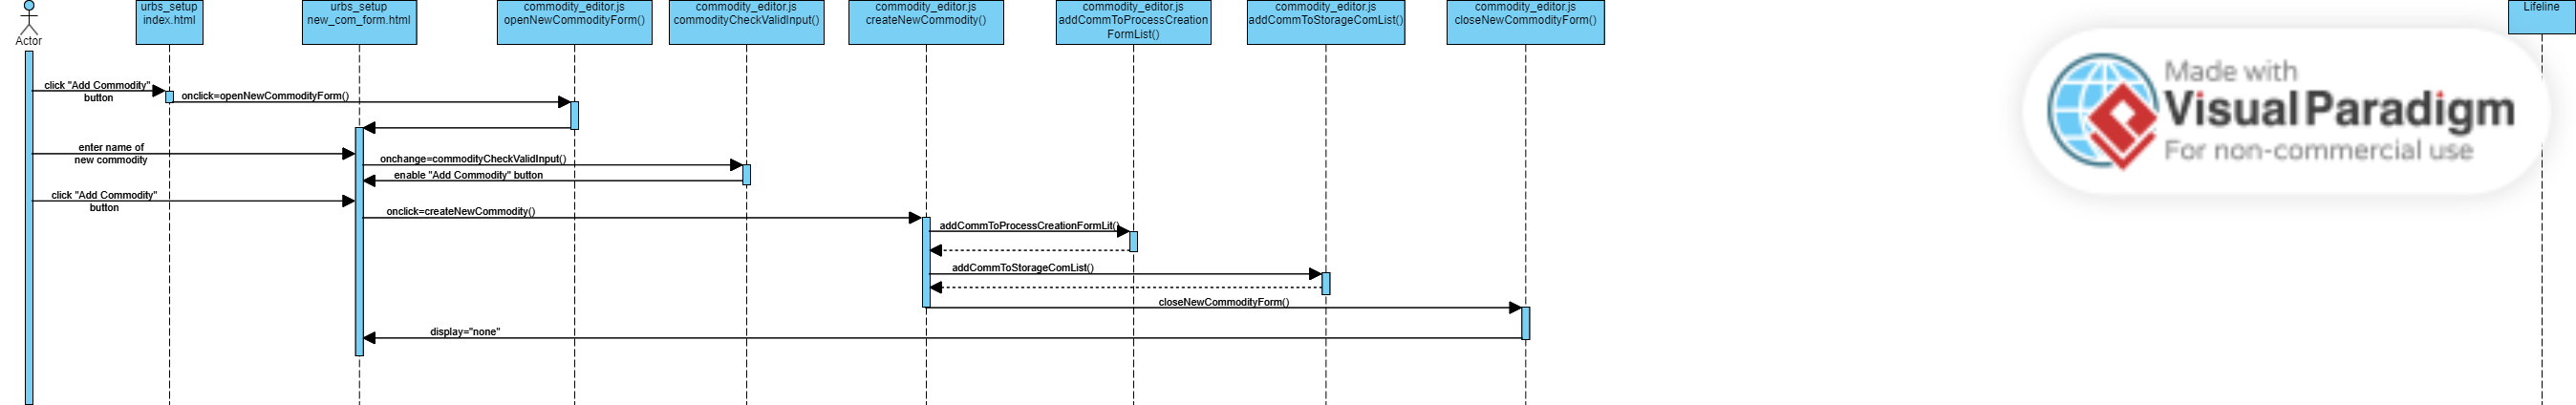 Actor
urbs_setup
index.html
urbs_setup
new_com_form.html
commodity_editor.js
openNewCommodityForm()
commodity_editor.js
commodityCheckValidInput()
commodity_editor.js
createNewCommodity()
commodity_editor.js
addCommToProcessCreation
FormList()
commodity_editor.js
addCommToStorageComList()
commodity_editor.js
closeNewCommodityForm()
Lifeline
Made with
Visual Paradigm
For non-commercial use
click "Add Commodity"
button
onclick=openNewCommodityForm()
enter name of
new commodity
onchange=commodityCheckValidInput()
enable "Add Commodity" button
click "Add Commodity"
button
onclick=createNewCommodity()
addCommToProcessCreationFormLit()
addCommToStorageComList()
closeNewCommodityForm()
display="none"